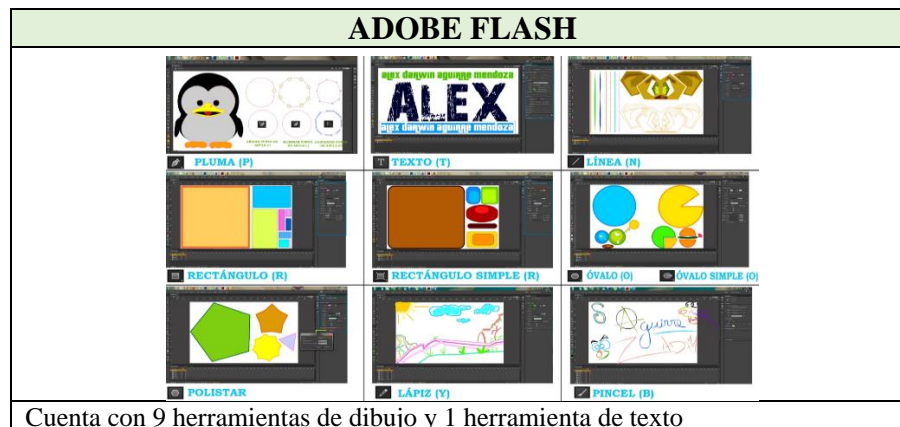 ADOBE FLASH
alex darwin aguirre mendoza
ALEX
alex darwin aguirre mendoza
PLUMA (P)
TEXTO (T)
LÍNEA (N)
RECTÁNGULO (R)
RECTÁNGULO SIMPLE (R)
ÓVALO (O)
ÓVALO SIMPLE (O)
Aguirre
POLISTAR
LÁPIZ (Y)
PINCEL (B)
Cuenta con 9 herramientas de dibujo y 1 herramienta de texto